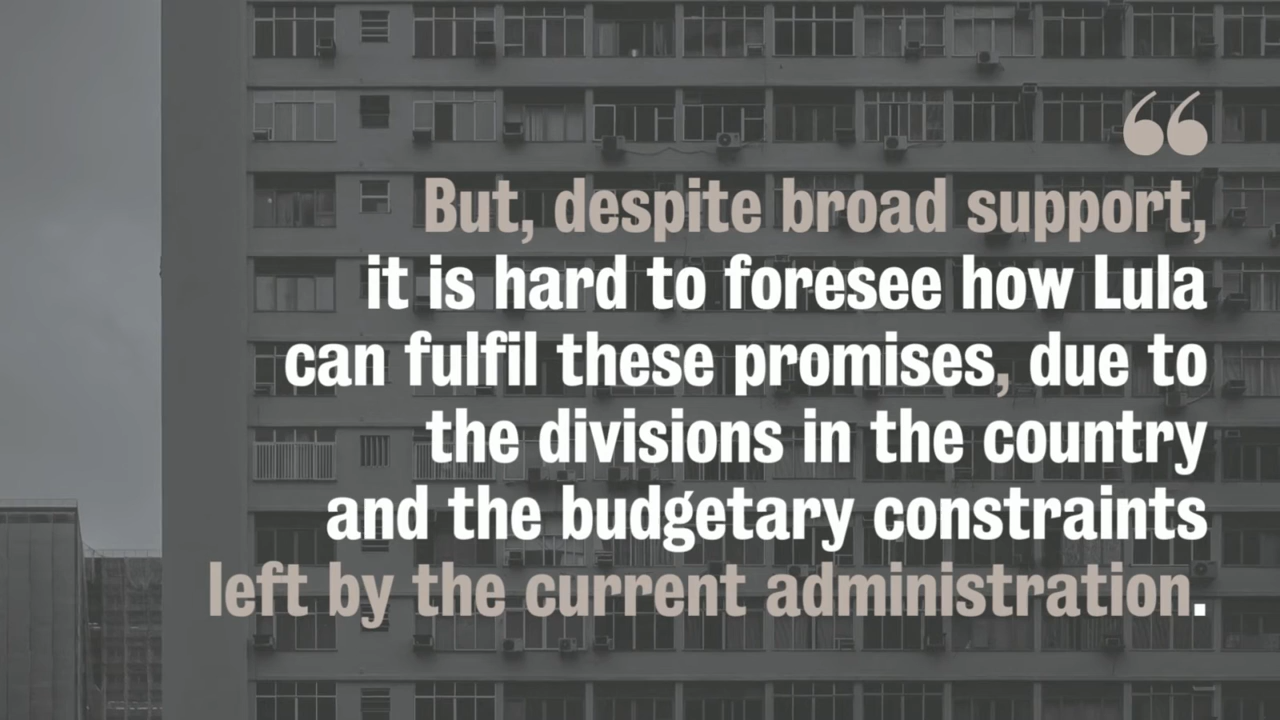 “
But, despite broad support,
it is hard to foresee how Lula
can fulfil these promises, due to
the divisions in the country
and the budgetary constraints
left by the current administration.